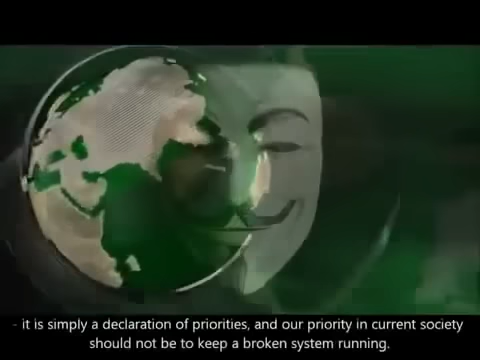 - it is simply a declaration of priorities, and our priority in current society
should not be to keep a broken system running.